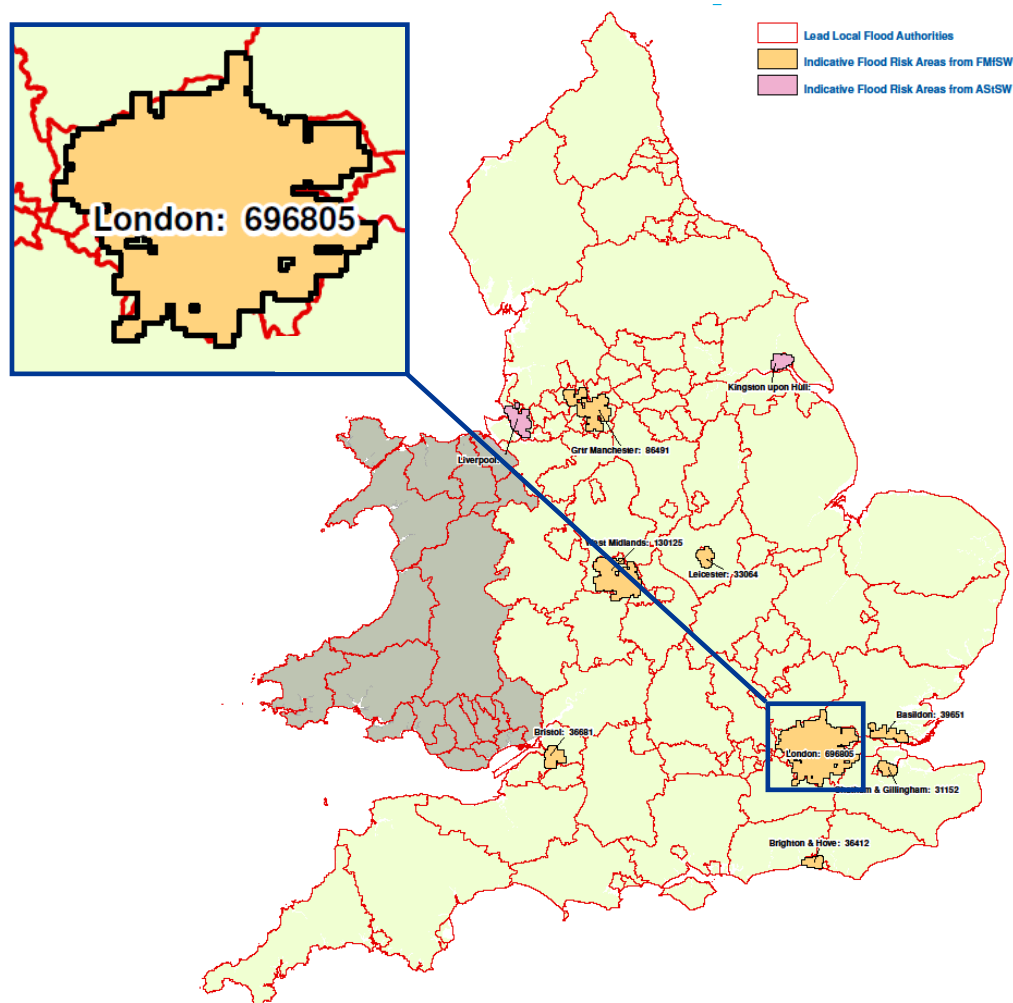 Lead Local Flood Authorities
Indicative Flood Risk Areas from FMfSW
Indicative Flood Risk Areas from AStSW
London: 696805
Kingston upon Hull:
Liverpool:
Grtr Manchester: 86491
West Midlands: 130125
Leicester: 33064
Bristol: 36681
Basildon: 39651
London: 696805
Chatham & Gillingham: 31152
Brighton & Hove: 36412